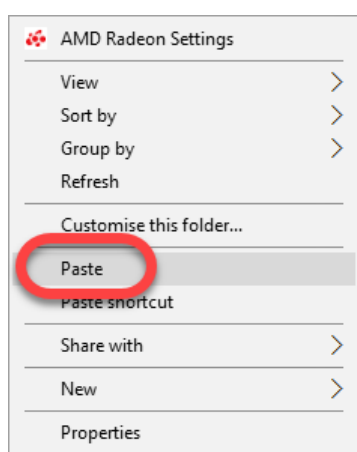 AMD Radeon Settings
View
Sort by
Group by
Refresh
Customise this folder...
Paste
Paste shortcut
Share with
New
Properties